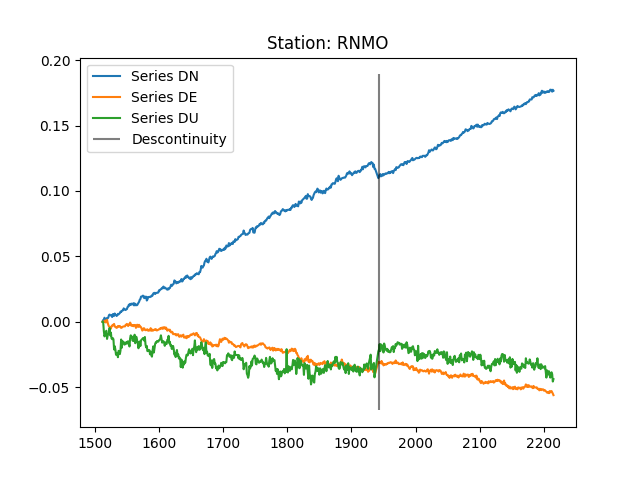 Station: RNMO
Series DN
Series DE
Series DU
Descontinuity
0.20
0.15
0.10
0.05
0.00
−0.05
1500 1600 1700 1800 1900 2000 2100 2200